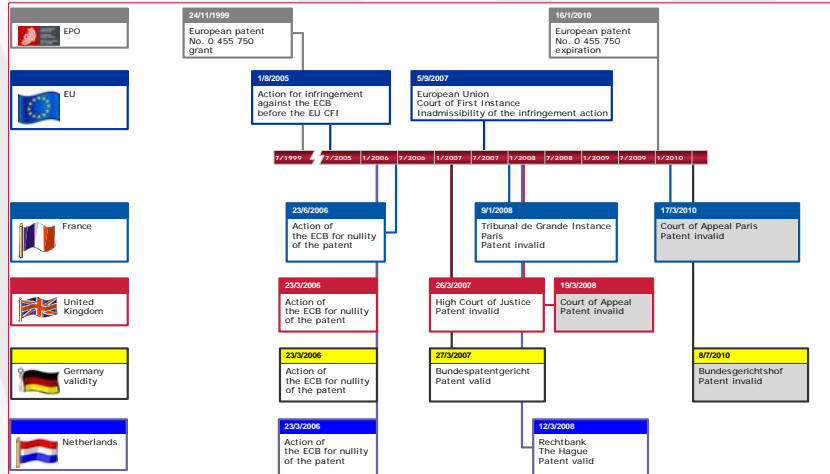 24/11/1999
16/1/2010
EPO
European patent
No. 0 455 750
grant
European patent
No. 0 455 750
expiration
1/8/2005
5/9/2007
EU
Action for infringement
against the ECB
before the EU CFI
European Union
Court of First Instance
Inadmissibility of the infringement action
7/1999 7/2005 1/2006 7/2006 1/2007 7/2007 1/2008 7/2008 1/2009 7/2009 1/2010
23/6/2006
9/1/2008
17/3/2010
France
Action of
the ECB for nullity
of the patent
Tribunal de Grande Instance
Paris
Patent invalid
Court of Appeal Paris
Patent invalid
23/3/2006
26/3/2007
19/3/2008
United
Kingdom
Action of
the ECB for nullity
of the patent
High Court of Justice
Patent invalid
Court of Appeal
Patent invalid
23/3/2006
27/3/2007
8/7/2010
Germany
validity
Action of
the ECB for nullity
of the patent
Bundespatentgericht
Patent valid
Bundesgerichtshof
Patent invalid
23/3/2006
12/3/2008
Netherlands
Action of
the ECB for nullity
of the patent
Rechtbank
The Hague
Patent valid